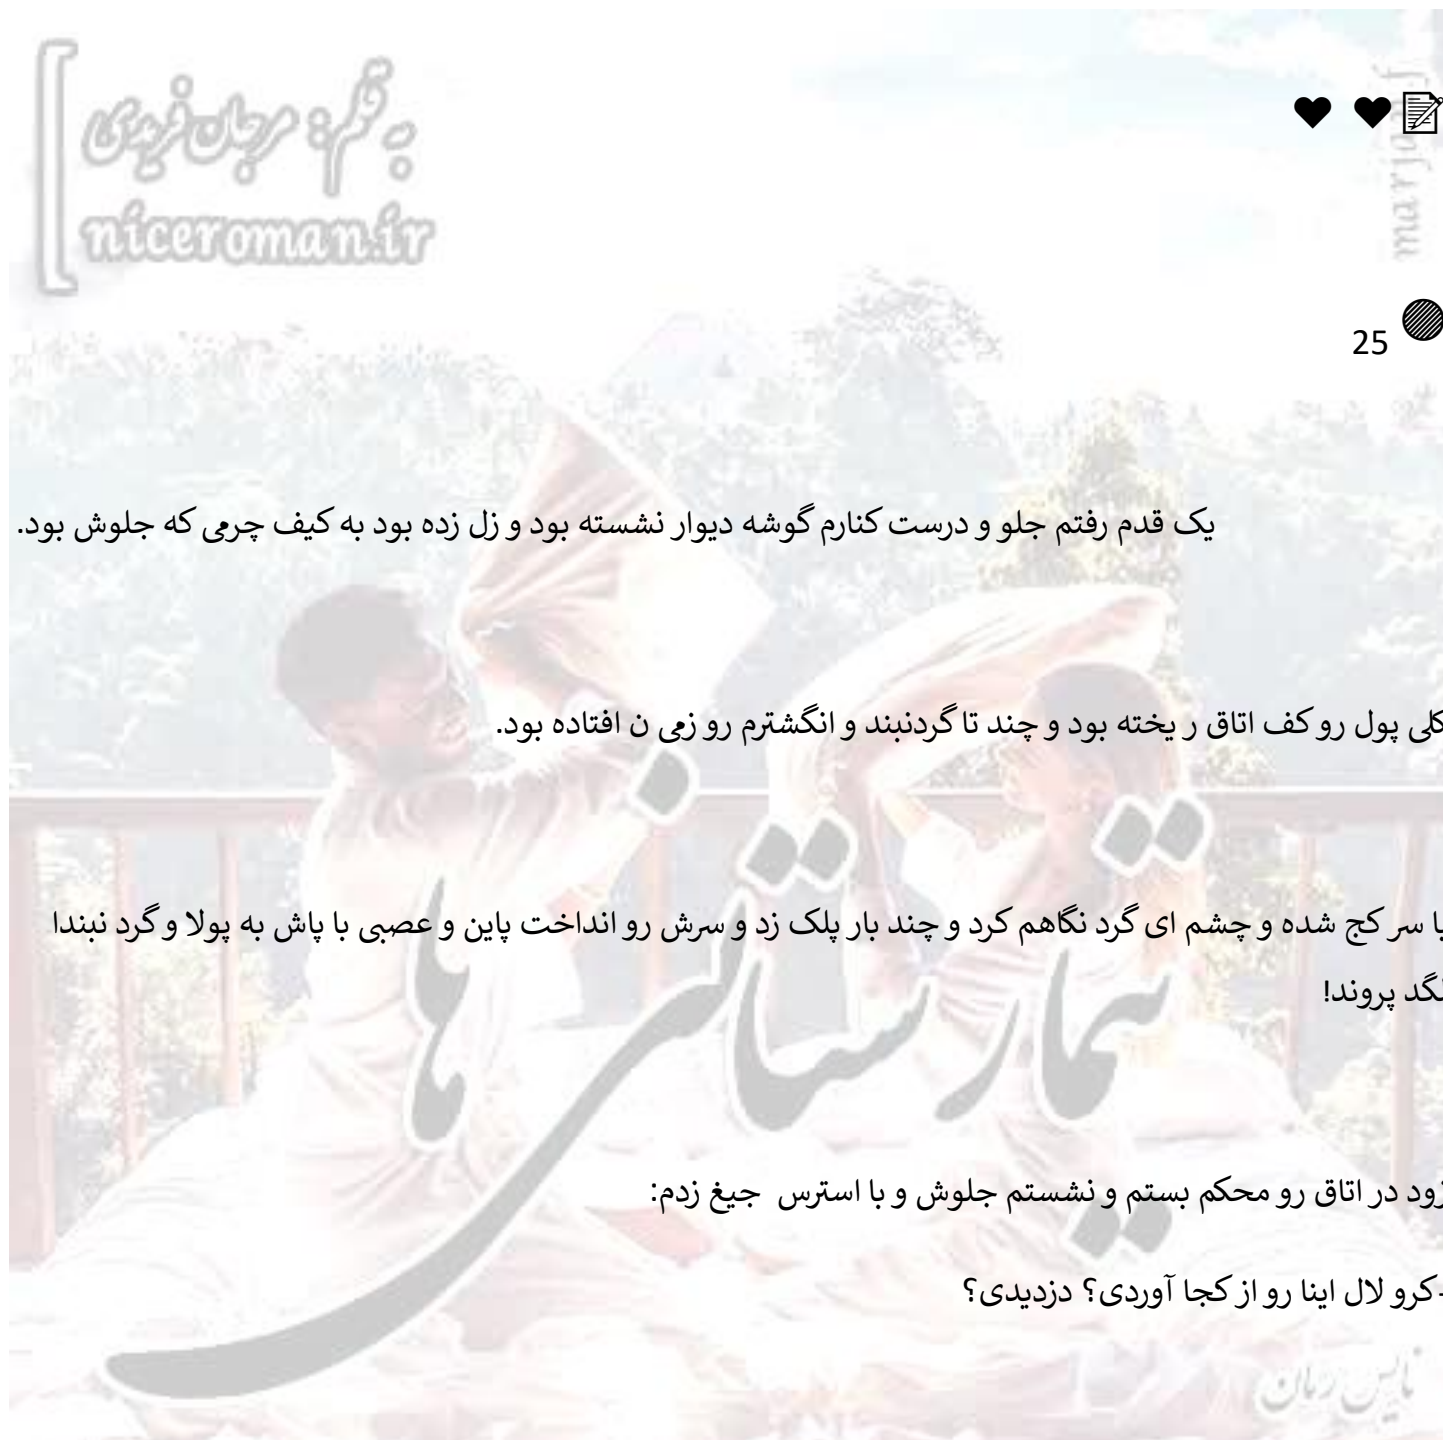 به قلم: مرجان فریدی
niceroman.ir
25
یک قدم رفتم جلو و درست کنارم گوشه دیوار نشسته بود و زل زده بود به کیف چرمی که جلوش بود.
کلی پول رو کف اتاق ر یخته بود و چند تا گردنبند و انگشترم رو زمی ن افتاده بود.
با سر کج شده و چشم ای گرد نگاهم کرد و چند بار پلک زد و سرش رو انداخت پاین و عصبی با پاش به پولا و گرد نبندا
لگد پروند!
زود در اتاق رو محکم بستم و نشستم جلوش و با استرس جیغ زدم:
-کرو لال اینا رو از کجا آوردی؟ دزدیدی؟
تیمارستانی ها
نایس رمان